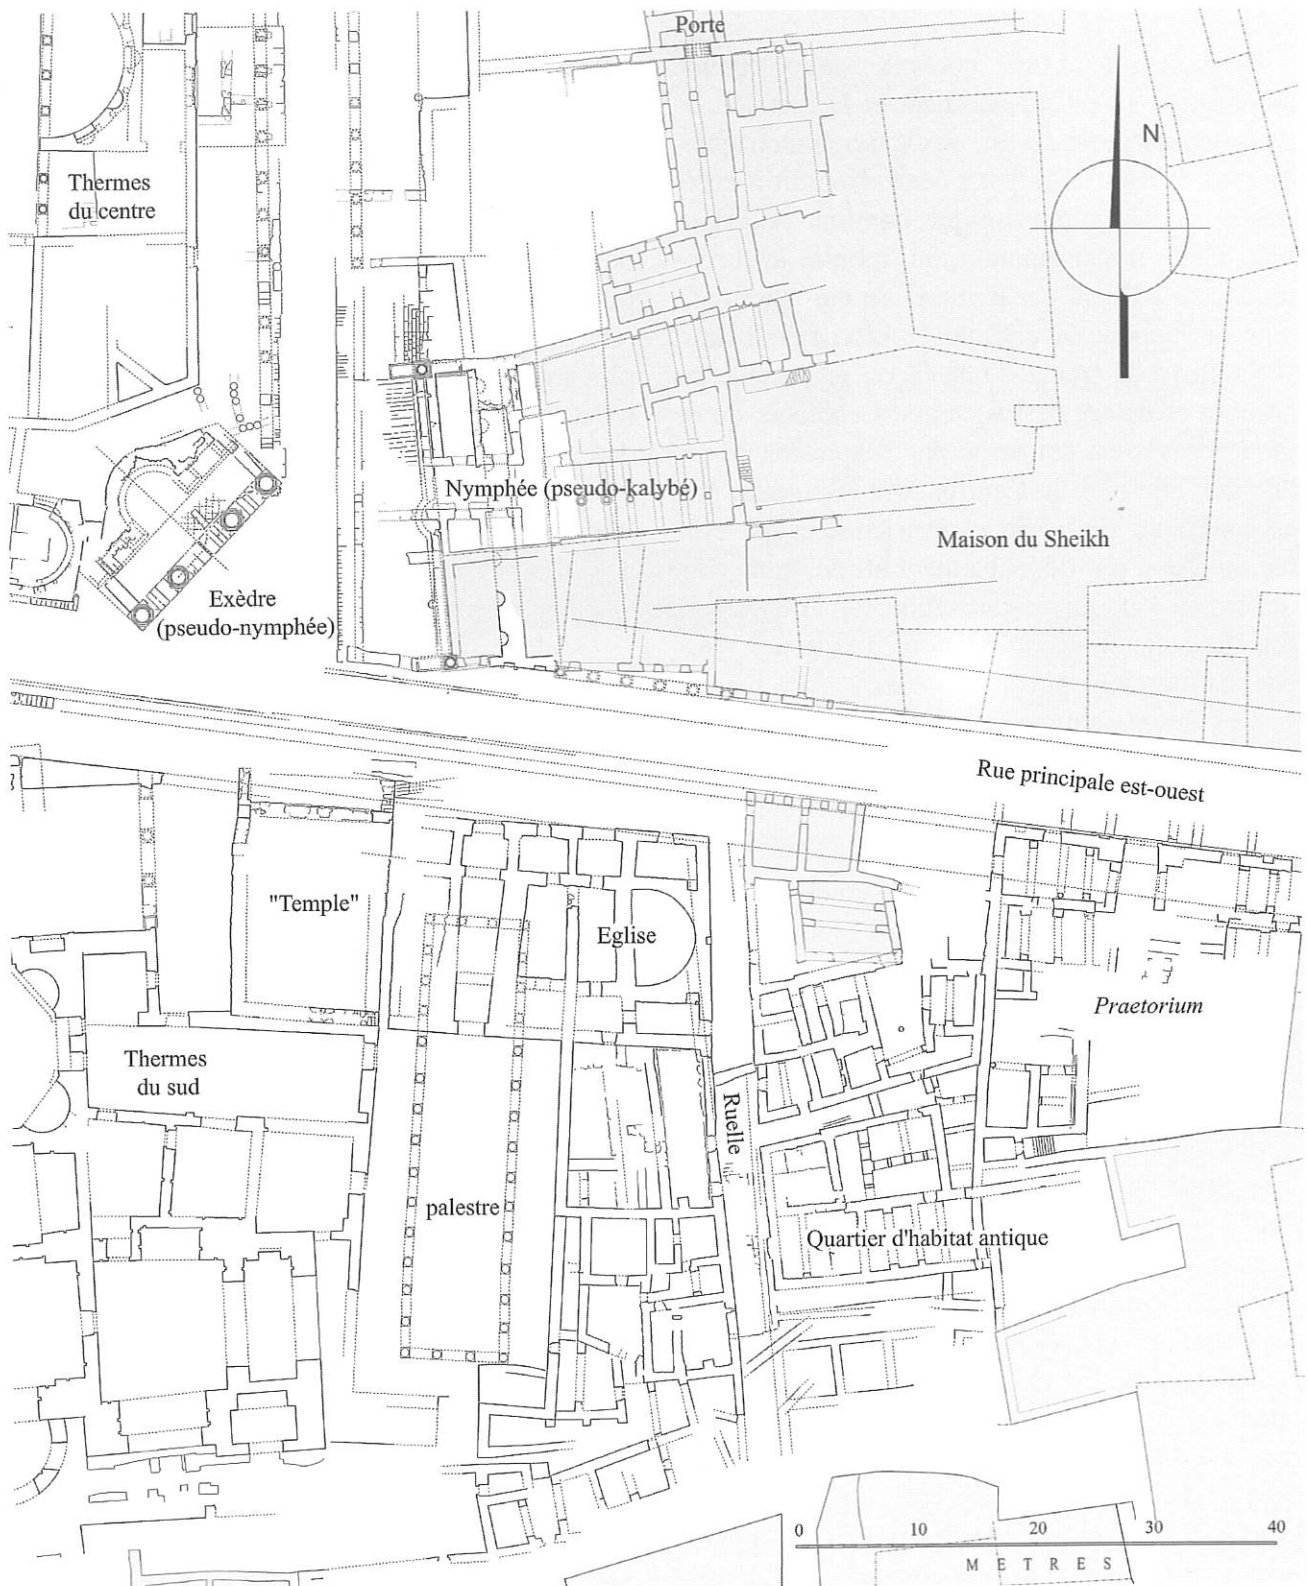 Porte
N
Thermes
du centre
Nymphée (pseudo-kalybé)
Maison du Sheikh
Exèdre
(pseudo-nymphée)
Rue principale est-ouest
"Temple"
Eglise
Praetorium
Thermes
du sud
Ruelle
palestre
Quartier d'habitat antique
0 10 20 30 40
METRES